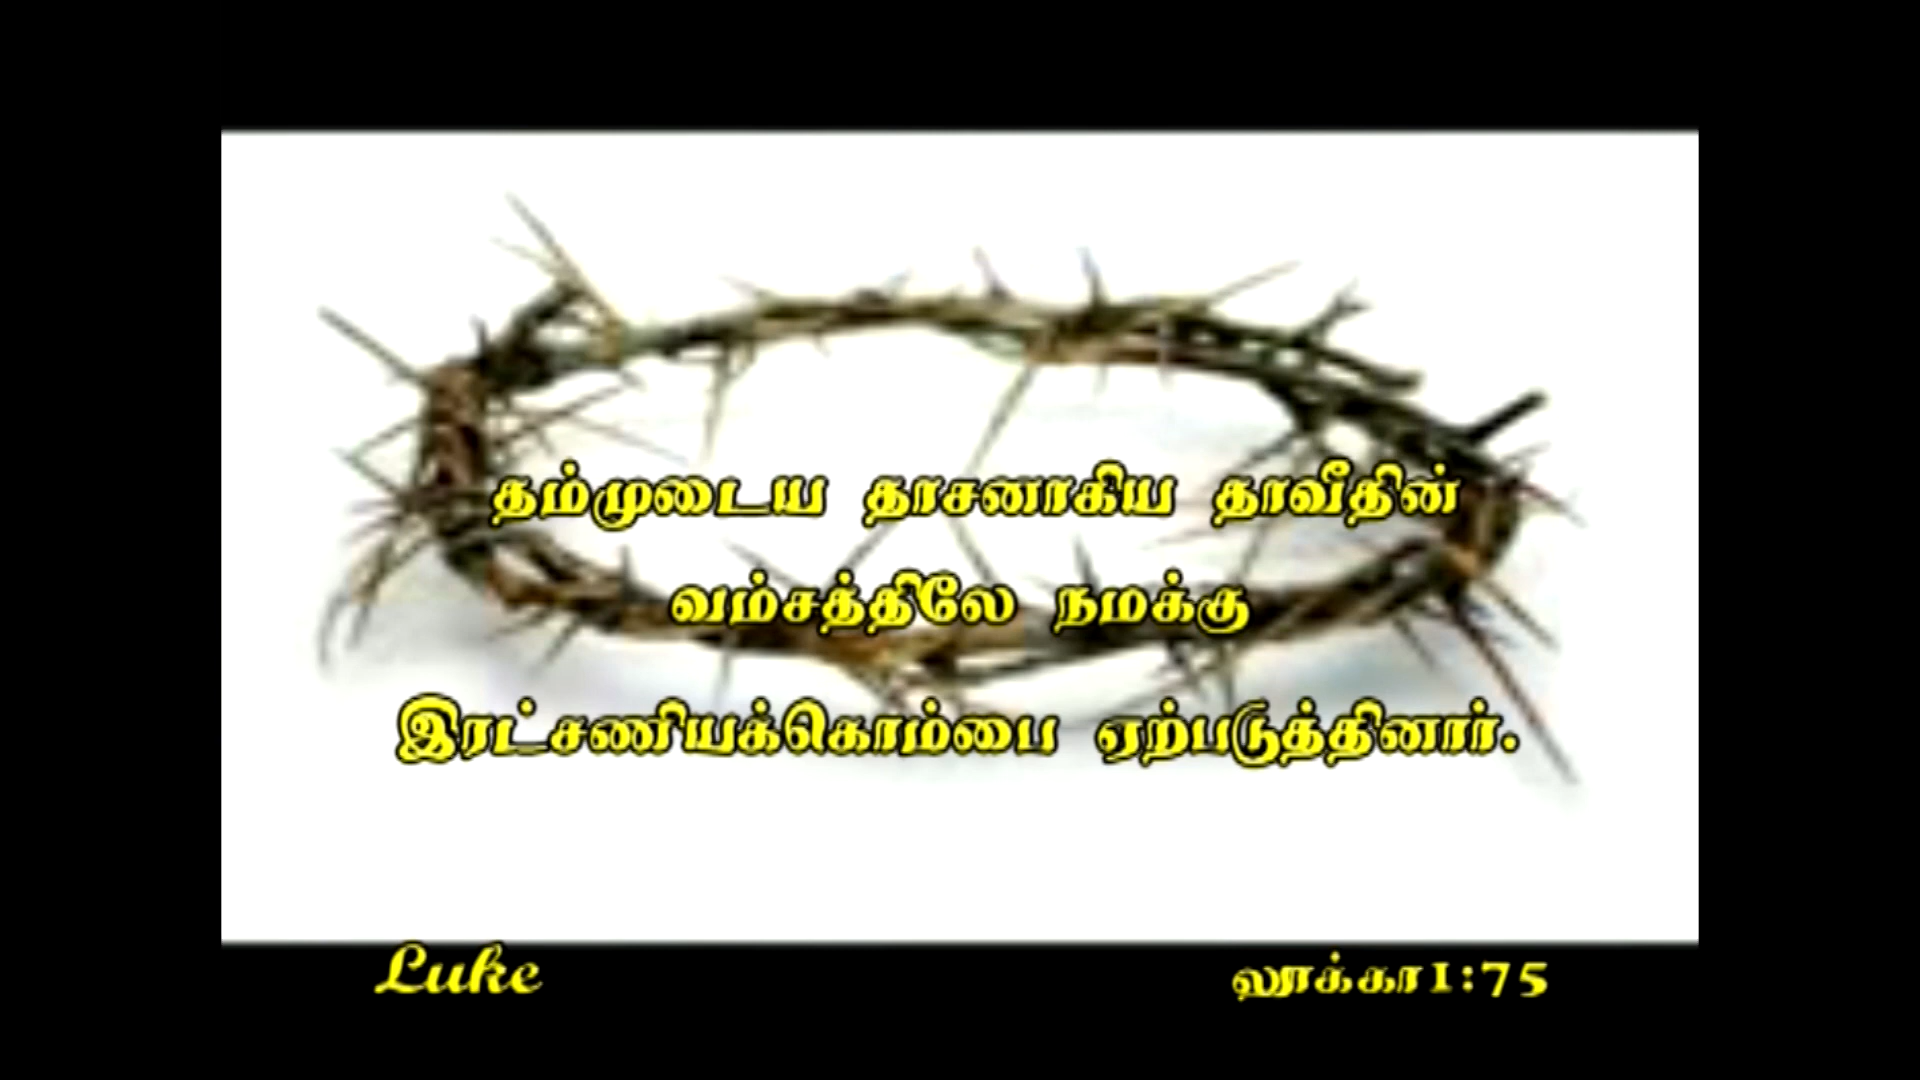 தம்முடைய தாசனாகிய தாவீதின்
வம்சத்திலே நமக்கு
இரட்சணியக்கொம்பை ஏற்படுத்தினார்.
Luke
லூக்கா1:75